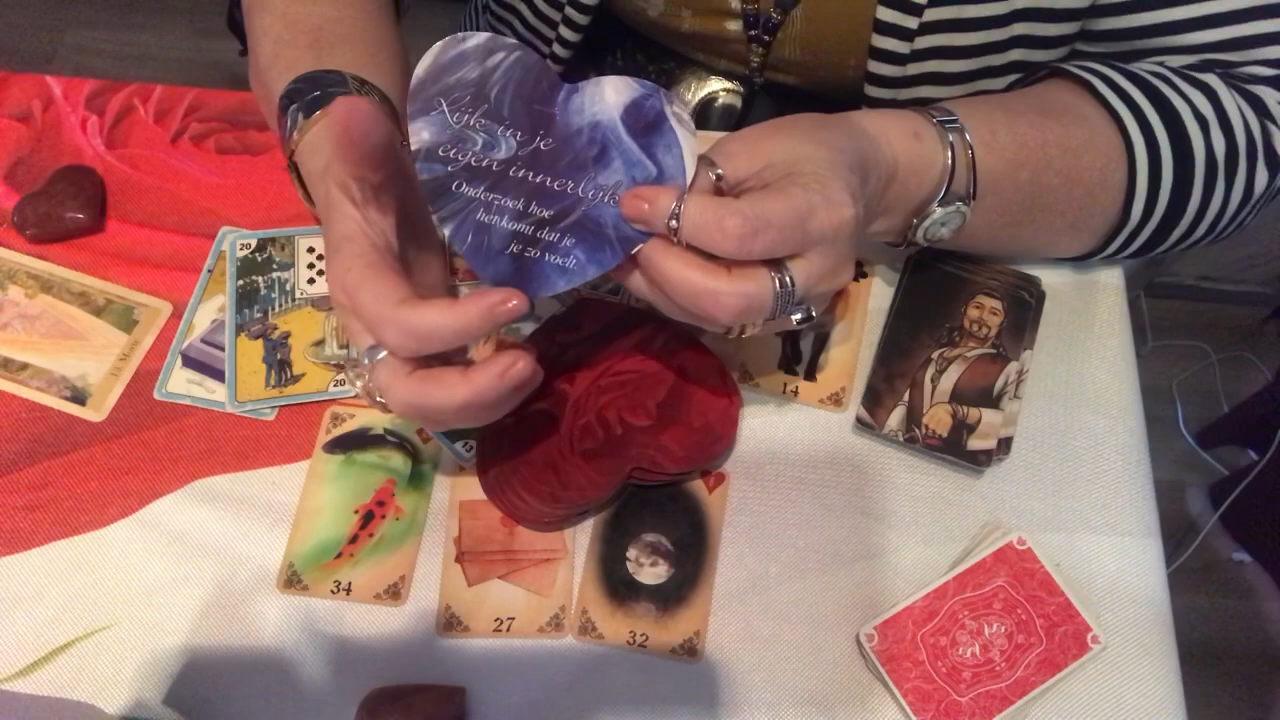 Kijk in je
eigen innerlijk
Onderzoek hoe
het komt dat je
je zo voelt.
20
20
13
14
34
27
32